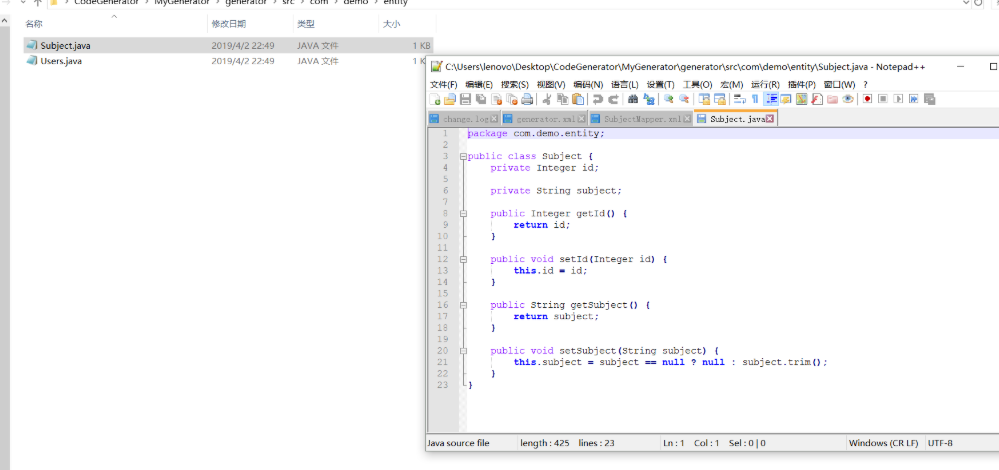 CodeGenerator › MyGenerator › generator › src › com › demo › entity
名称 修改日期 类型 大小
Subject.java 2019/4/2 22:49 JAVA 文件 1 KB
Users.java 2019/4/2 22:49 JAVA 文件 1 KB
C:\Users\lenovo\Desktop\CodeGenerator\MyGenerator\generator\src\com\demo\entity\Subject.java - Notepad++
文件(F) 编辑(E) 搜索(S) 视图(V) 编码(N) 语言(L) 设置(T) 工具(O) 宏(M) 运行(R) 插件(P) 窗口(W) ?
change.log generator.xml SubjectMapper.xml Subject.java
1 package com.demo.entity;
2
3 public class Subject {
4 private Integer id;
5
6 private String subject;
7
8 public Integer getId() {
9 return id;
10 }
11
12 public void setId(Integer id) {
13 this.id = id;
14 }
15
16 public String getSubject() {
17 return subject;
18 }
19
20 public void setSubject(String subject) {
21 this.subject = subject == null ? null : subject.trim();
22 }
23 }
Java source file length : 425 lines : 23 Ln : 1 Col : 1 Sel : 0 | 0 Windows (CR LF) UTF-8